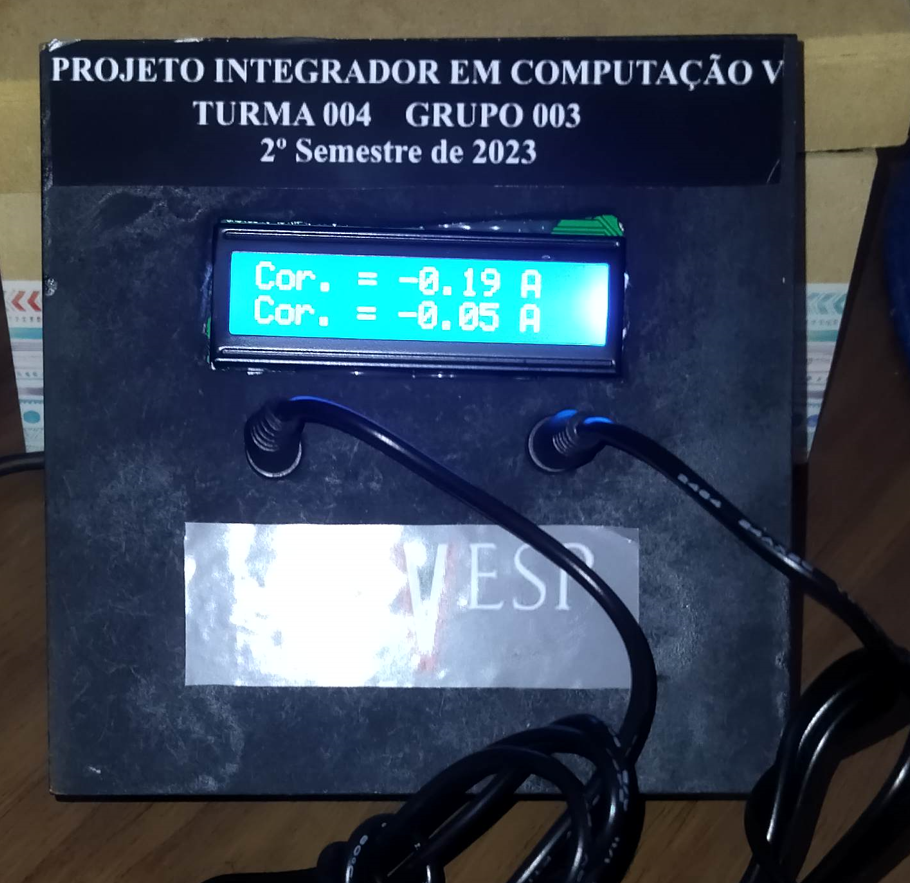 PROJETO INTEGRADOR EM COMPUTAÇÃO V
TURMA 004 GRUPO 003
2º Semestre de 2023
Cor. = -0.19 A
Cor. = -0.05 A
VESP